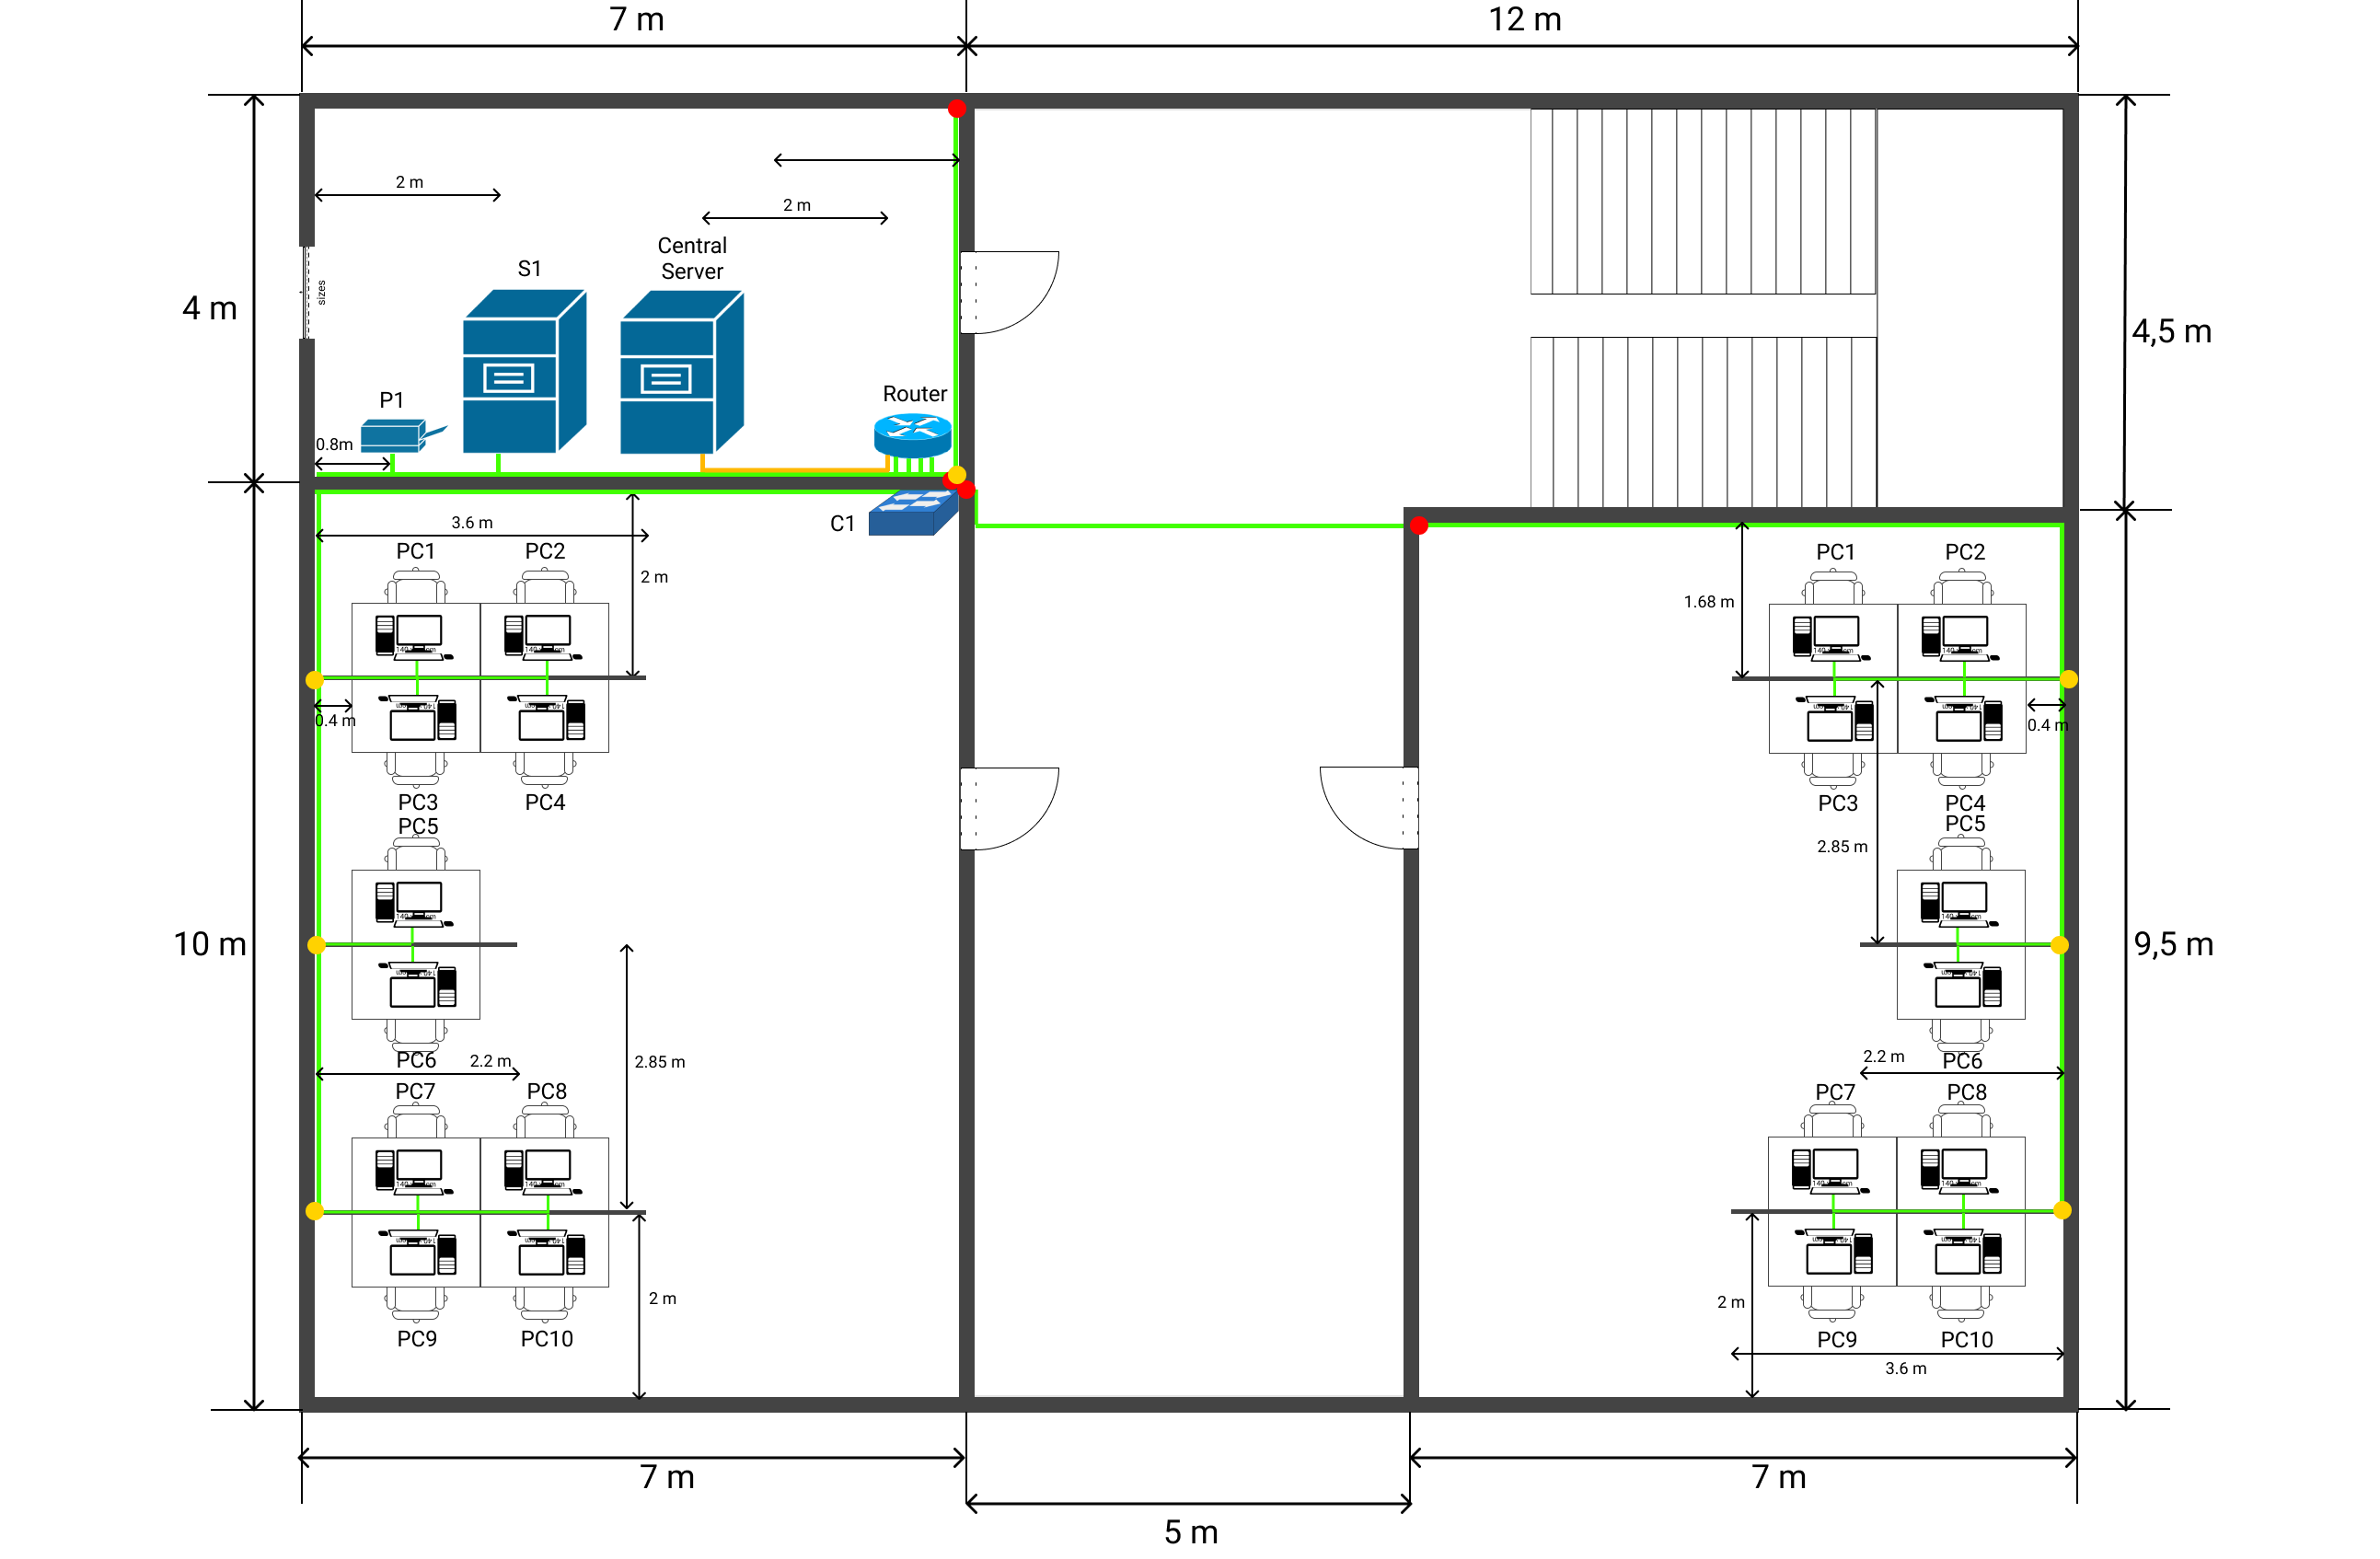 7 m
12 m
2 m
2 m
Central
Server
S1
sizes
4 m
4,5 m
Router
P1
0.8m
C1
3.6 m
PC1
PC2
2 m
PC1
PC2
1.68 m
0.4 m
0.4 m
PC3
PC4
PC3
PC4
PC5
PC5
2.85 m
10 m
9,5 m
PC6
2.2 m
2.85 m
2.2 m
PC6
PC7
PC8
PC7
PC8
2 m
2 m
PC9
PC10
PC9
PC10
3.6 m
7 m
7 m
5 m